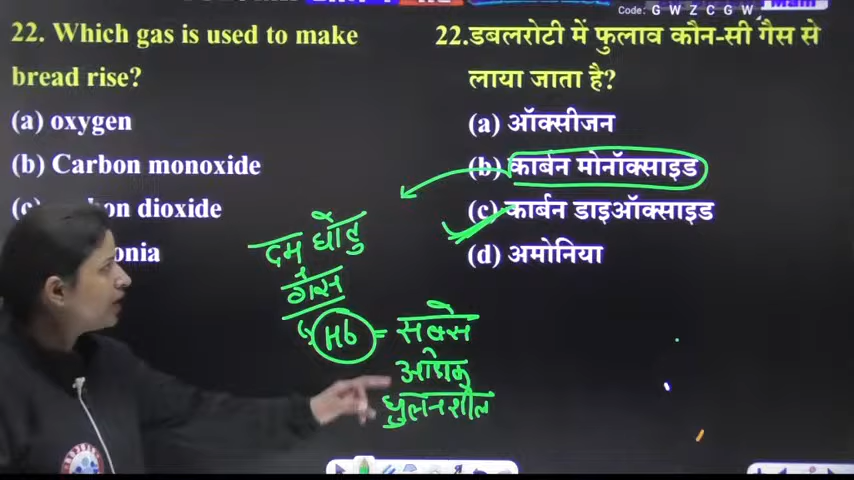 Code: G W Z C G W
22. Which gas is used to make
bread rise?
(a) oxygen
(b) Carbon monoxide
on dioxide
onia
22.डबलरोटी में फुलाव कौन-सी गैस से
लाया जाता है?
(a) ऑक्सीजन
(b) कार्बन मोनॉक्साइड
(c) कार्बन डाइऑक्साइड
(d) अमोनिया
दम घोंटु
गैस
Hb = सबसे
घुलनशील